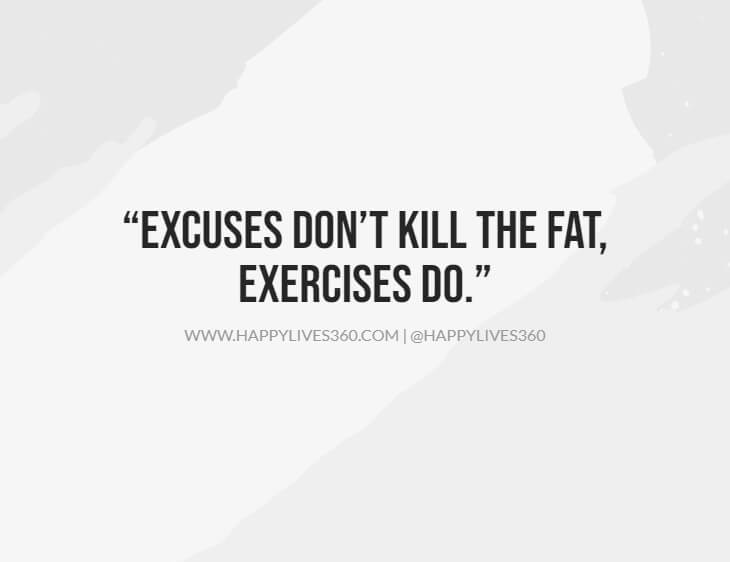 “EXCUSES DON’T KILL THE FAT,
EXERCISES DO.”
WWW.HAPPYLIVES360.COM | @HAPPYLIVES360